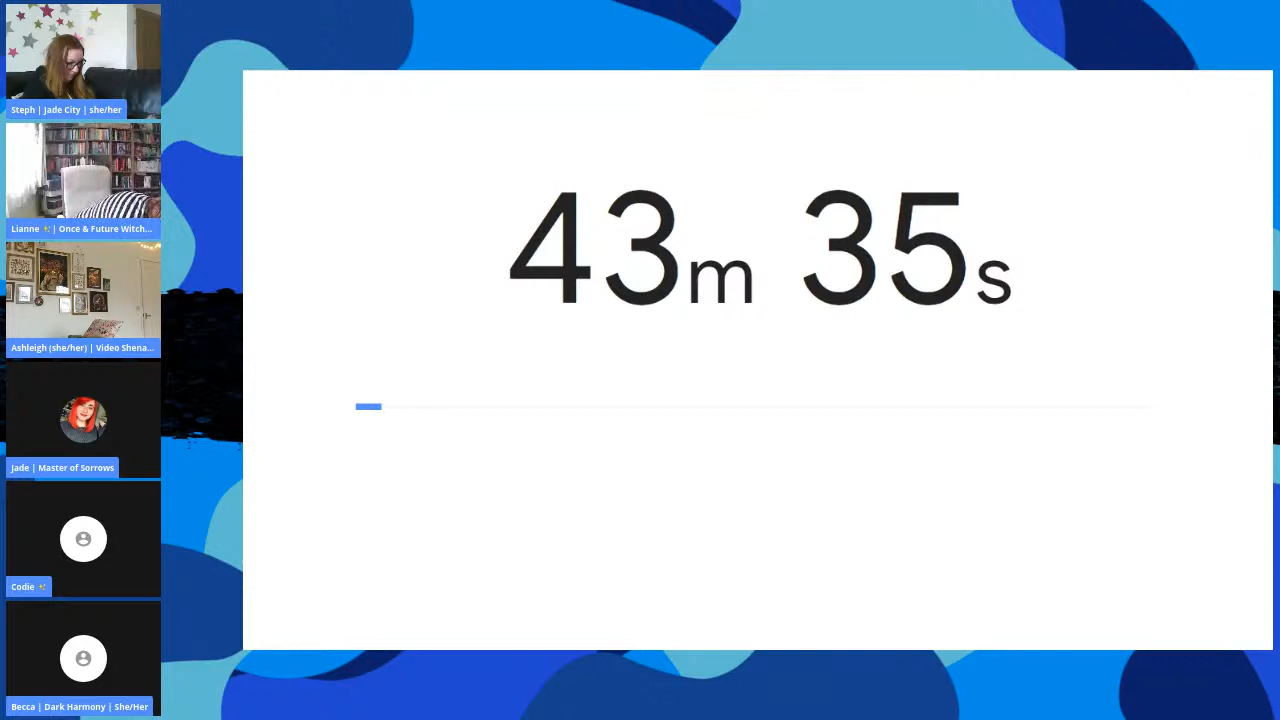 Steph | Jade City | she/her
Lianne ✨ | Once & Future Witch...
Ashleigh (she/her) | Video Shena...
Jade | Master of Sorrows
Codie ✨
Becca | Dark Harmony | She/Her
43m 35s